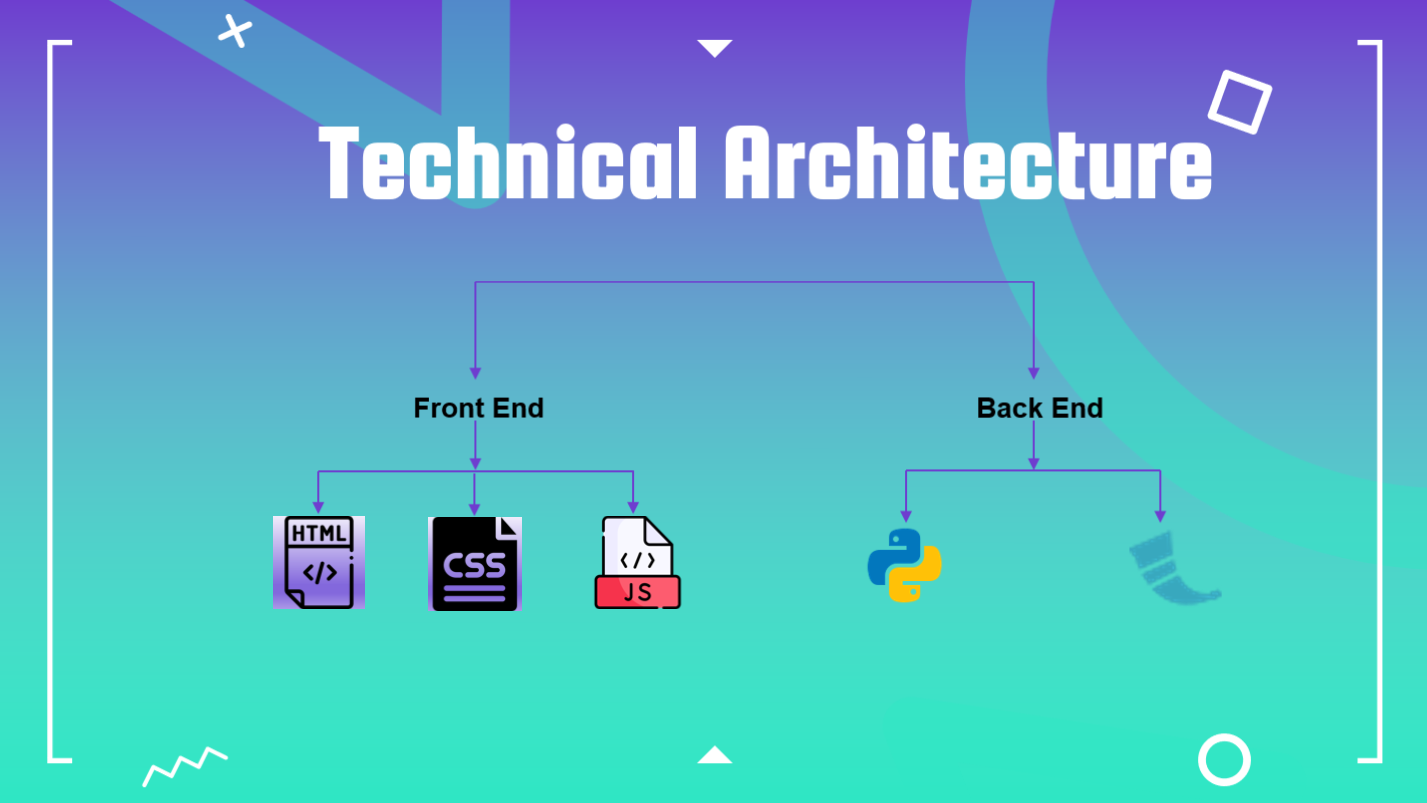 Technical Architecture
Front End
Back End
HTML
</>
CSS
</>
JS